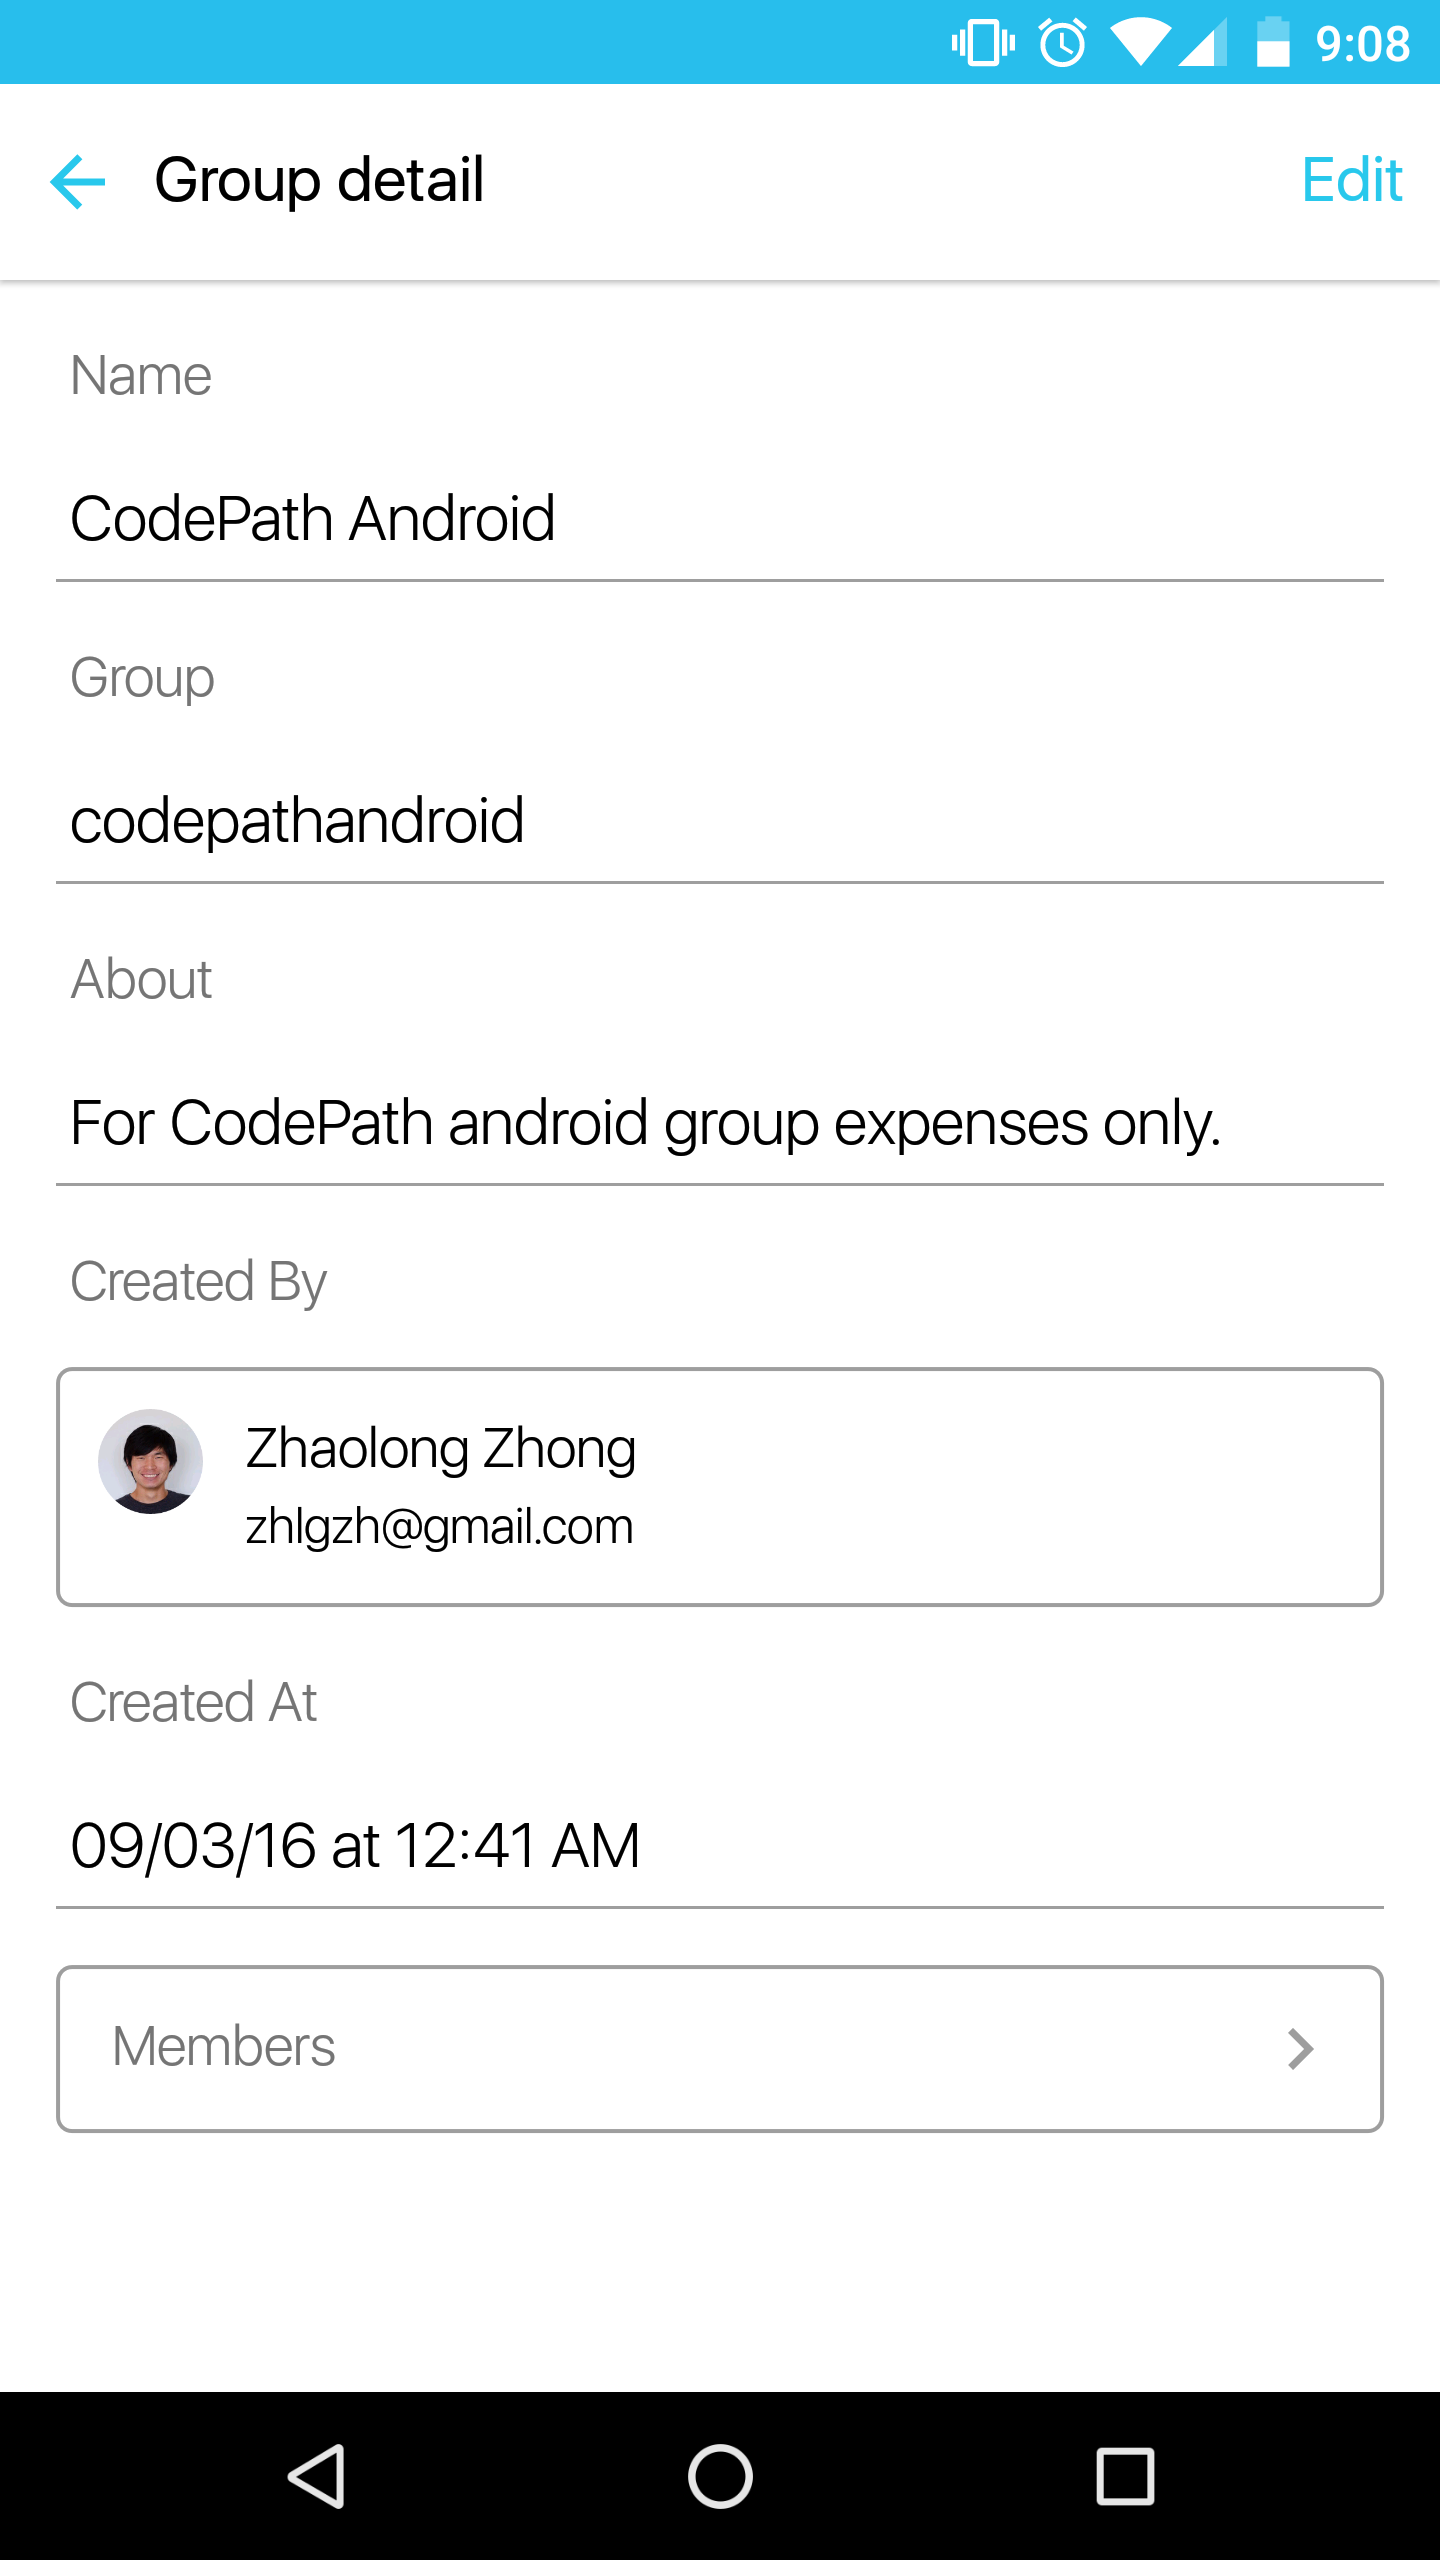 9:08
Group detail
Edit
Name
CodePath Android
Group
codepathandroid
About
For CodePath android group expenses only.
Created By
Zhaolong Zhong
zhlgzh@gmail.com
Created At
09/03/16 at 12:41 AM
Members